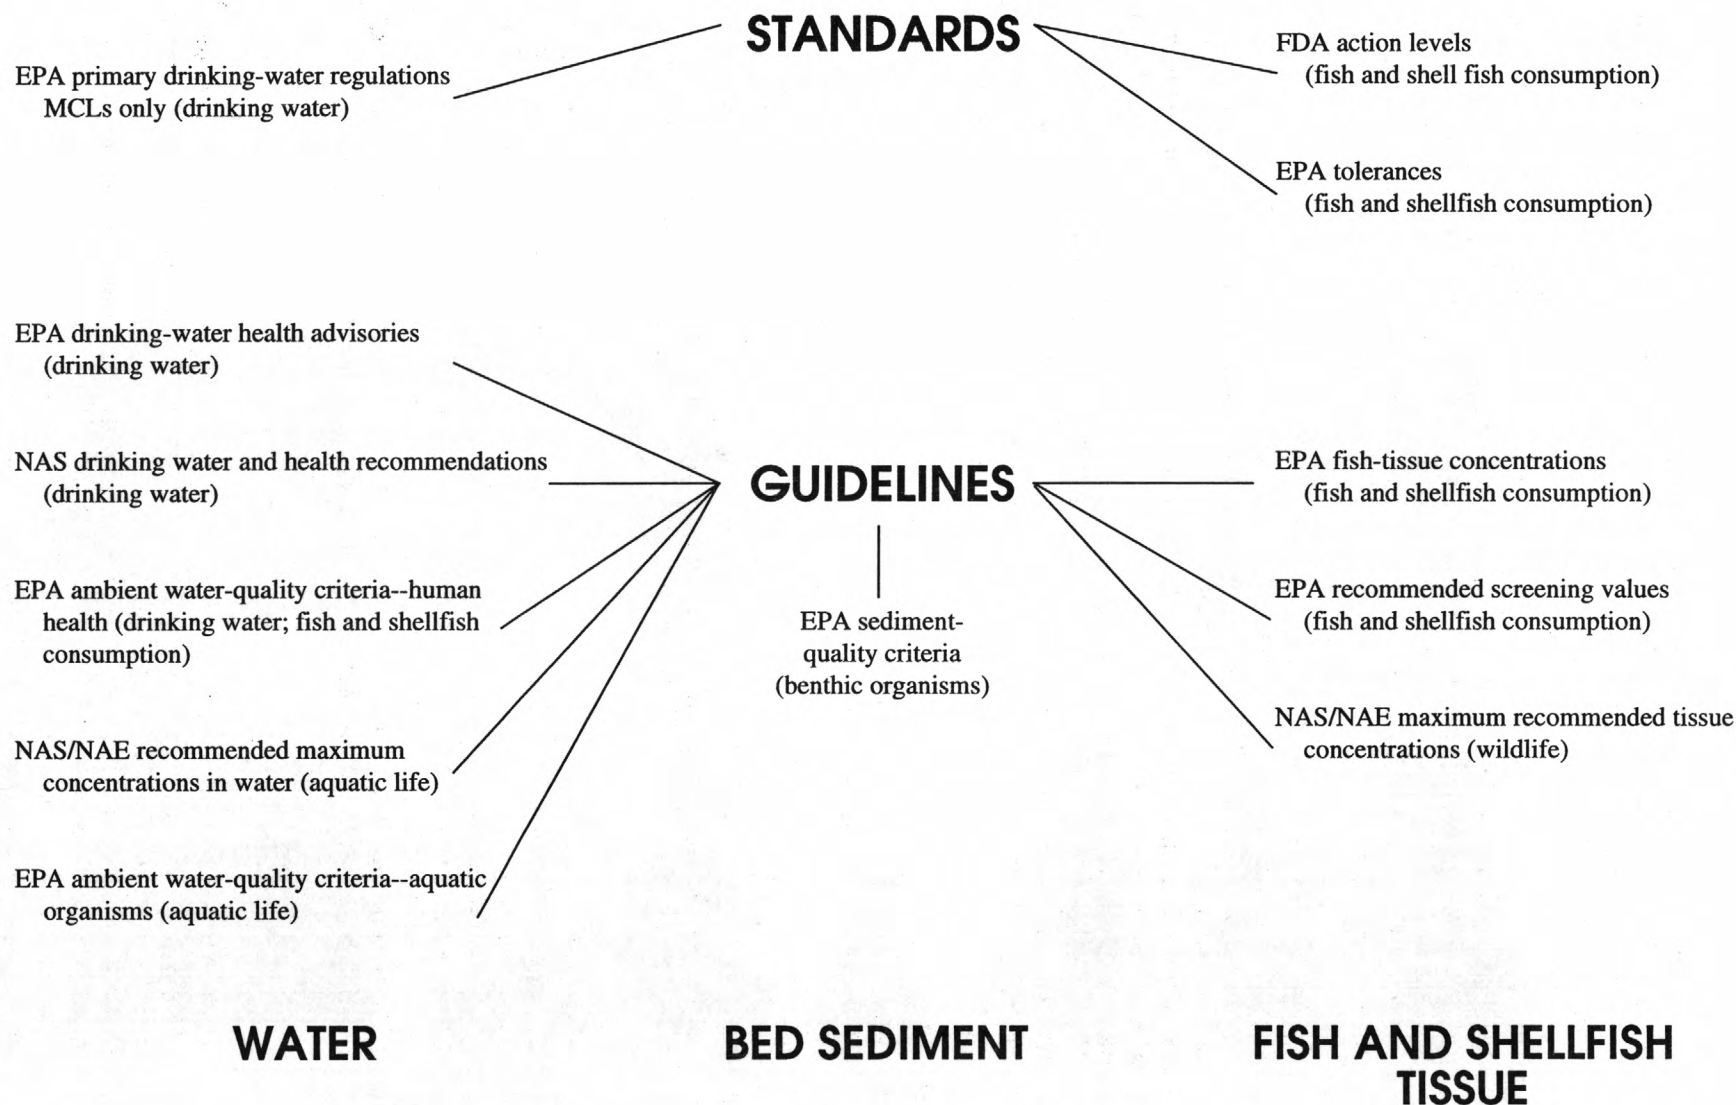 STANDARDS
EPA primary drinking-water regulations
MCLs only (drinking water)
FDA action levels
(fish and shell fish consumption)
EPA tolerances
(fish and shellfish consumption)
EPA drinking-water health advisories
(drinking water)
NAS drinking water and health recommendations
(drinking water)
EPA ambient water-quality criteria--human
health (drinking water; fish and shellfish
consumption)
NAS/NAE recommended maximum
concentrations in water (aquatic life)
EPA ambient water-quality criteria--aquatic
organisms (aquatic life)
GUIDELINES
EPA sediment-
quality criteria
(benthic organisms)
EPA fish-tissue concentrations
(fish and shellfish consumption)
EPA recommended screening values
(fish and shellfish consumption)
NAS/NAE maximum recommended tissue
concentrations (wildlife)
WATER
BED SEDIMENT
FISH AND SHELLFISH
TISSUE